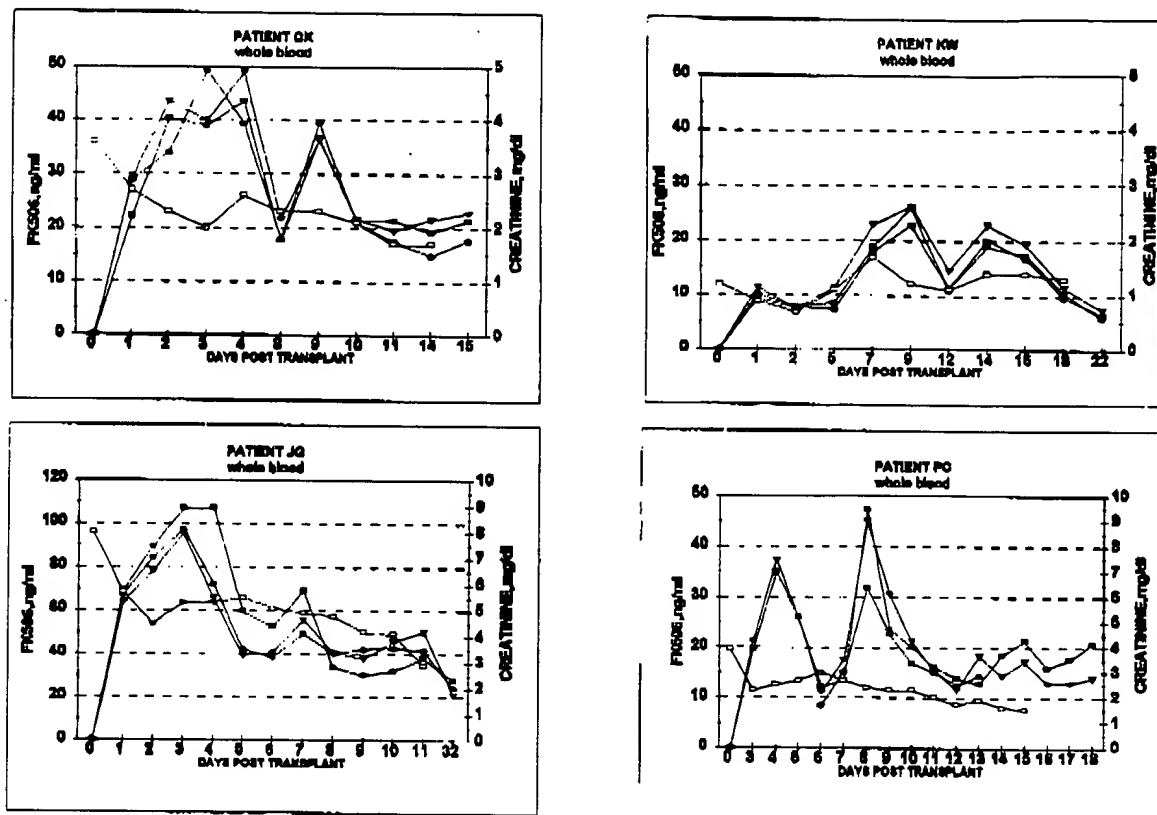 PATIENT
whole blood
50
40
30
20
10
0
FK506, ng/ml
5
4
3
2
1
0
CREATININE, mg/dl
0 1 2 3 4 9 10 11 14 15
DAYS POST TRANSPLANT
PATIENT KW
whole blood
50
40
30
20
10
0
FK506, ng/ml
5
4
3
2
1
0
CREATININE, mg/dl
0 1 2 5 7 9 12 14 22
DAYS POST TRANSPLANT
PATIENT JG
whole blood
120
100
80
60
40
20
0
FK506, ng/ml
10
9
8
7
6
5
4
3
2
1
0
CREATININE, mg/dl
0 1 2 3 4 5 6 7 8 9 10 11 32
DAYS POST TRANSPLANT
PATIENT PC
whole blood
50
40
30
20
10
0
FK506, ng/ml
10
9
8
7
6
5
4
3
2
1
0
CREATININE, mg/dl
0 3 4 5 6 7 8 9 10 11 12 13 14 15 16 17 18
DAYS POST TRANSPLANT